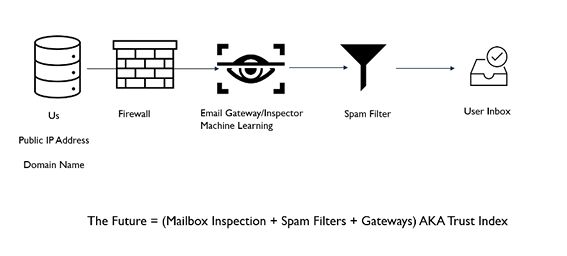 Us
Firewall
Email Gateway/Inspector
Machine Learning
Spam Filter
User Inbox
Public IP Address
Domain Name
The Future = (Mailbox Inspection + Spam Filters + Gateways) AKA Trust Index